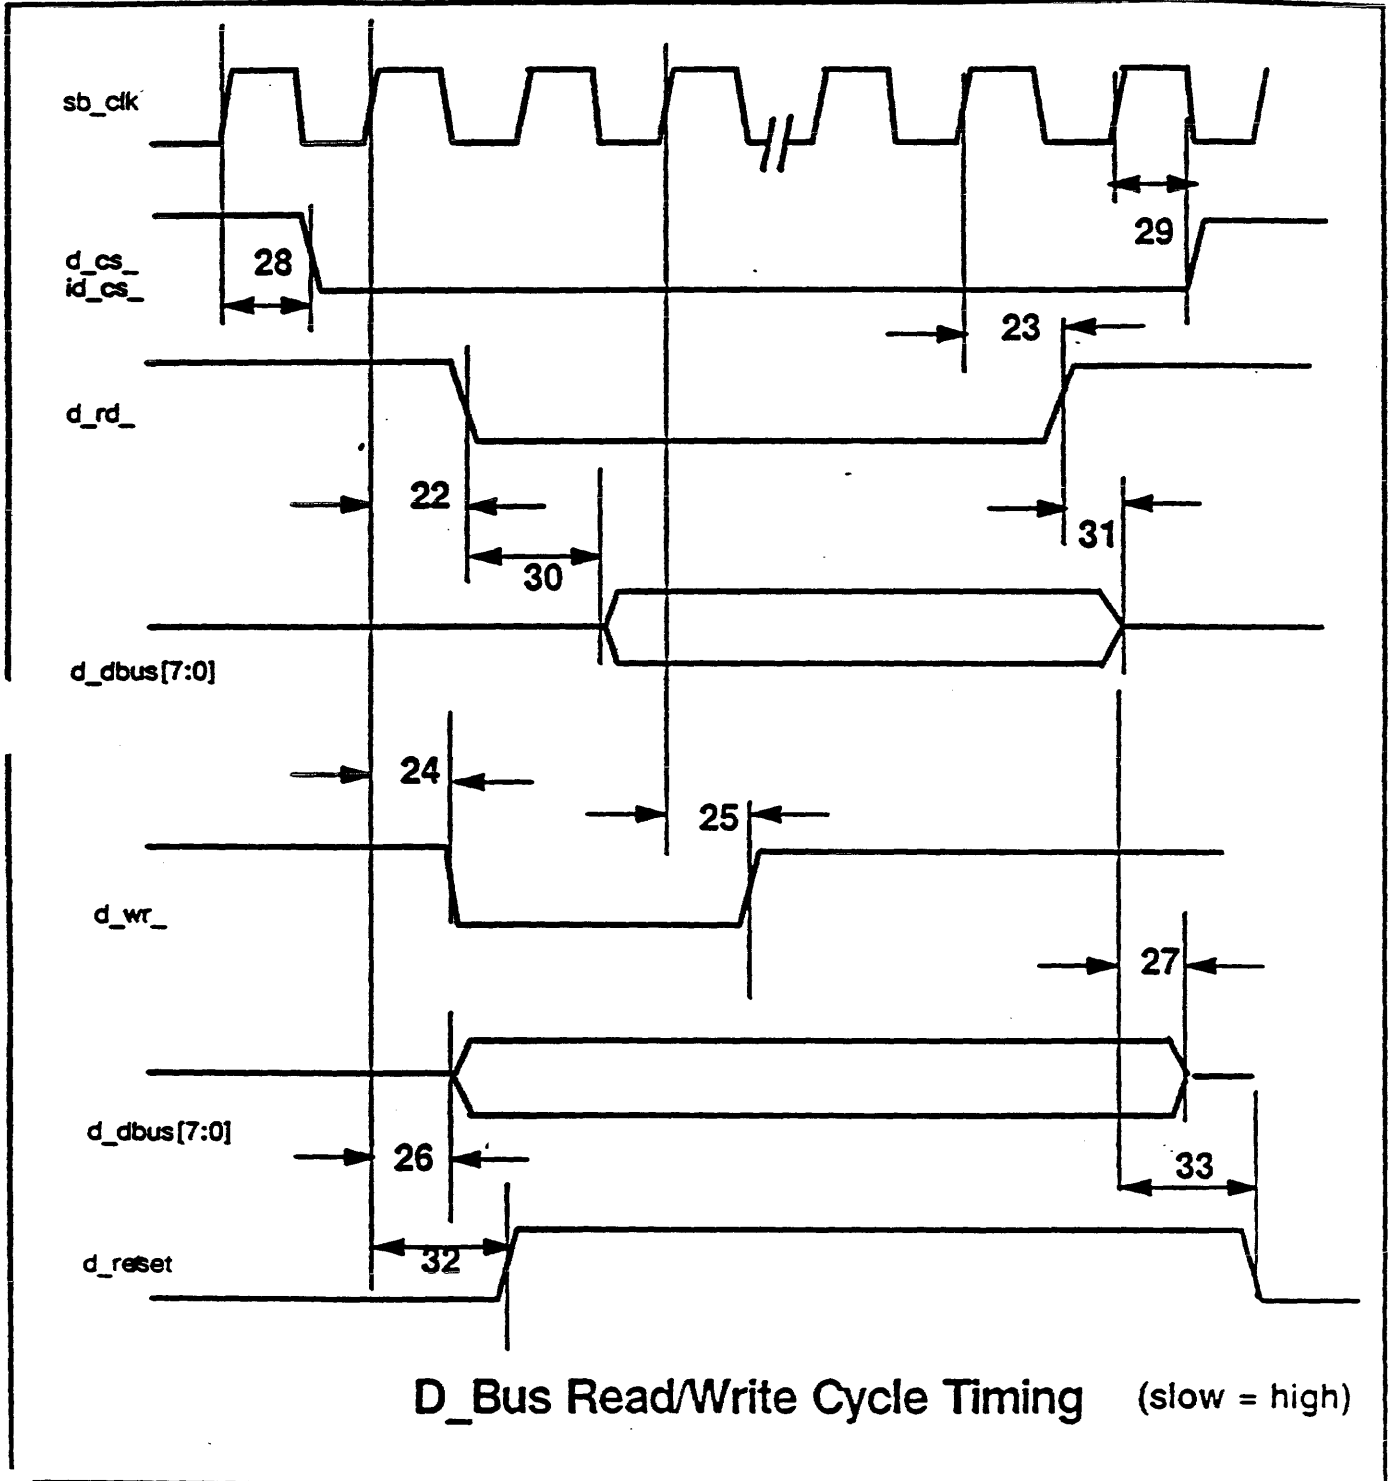 sb_clk
29
d_cs_
id_cs_
28
23
d_rd_
22
31
30
d_dbus[7:0]
24
25
d_wr_
27
d_dbus[7:0]
26
33
d_reset
32
D_Bus Read/Write Cycle Timing (slow = high)